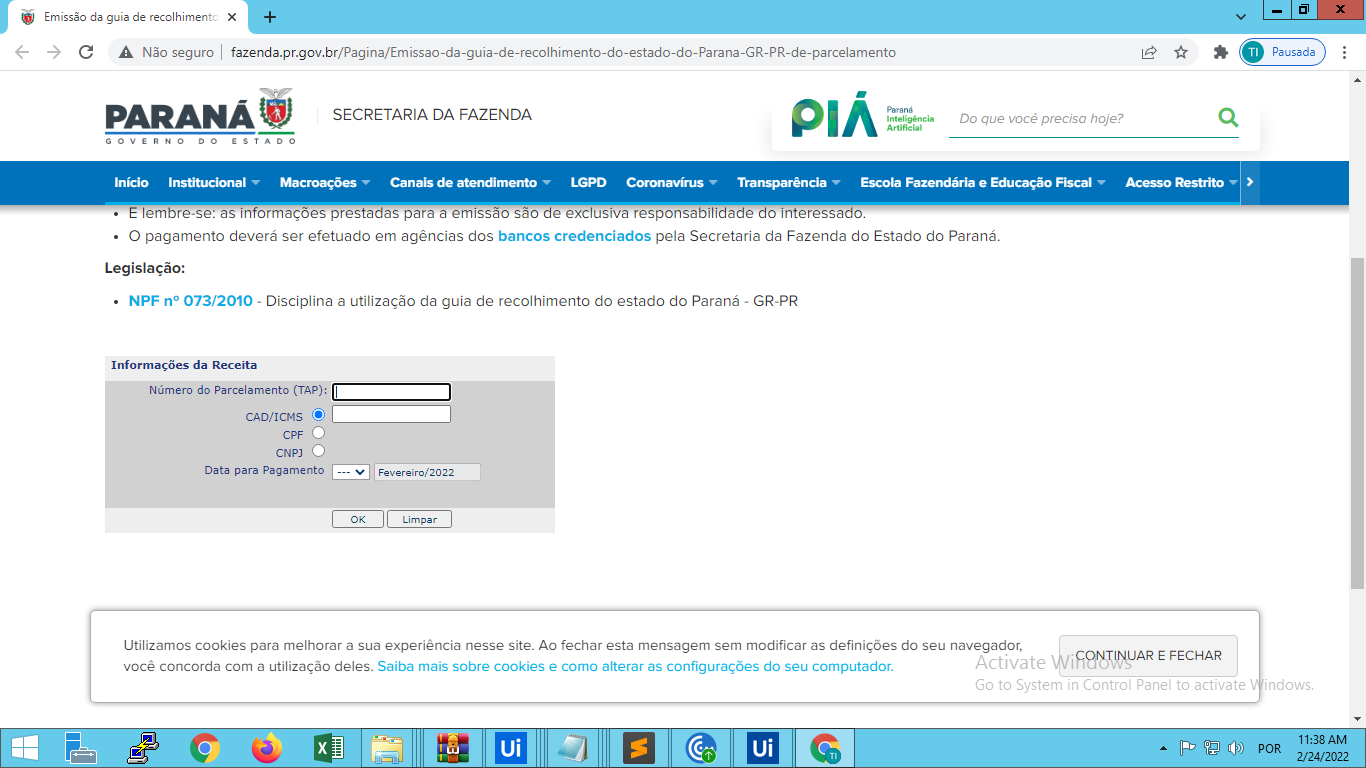 Emissão da guia de recolhimento
Não seguro
fazenda.pr.gov.br/Pagina/Emissao-da-guia-de-recolhimento-do-estado-do-Parana-GR-PR-de-parcelamento
TI Pausada
PARANÁ
GOVERNO DO ESTADO
SECRETARIA DA FAZENDA
PIÁ
Paraná
Inteligência
Artificial
Do que você precisa hoje?
Início Institucional Macroações Canais de atendimento LGPD Coronavírus Transparência Escola Fazendária e Educação Fiscal Acesso Restrito
• E lembre-se: as informações prestadas para a emissão são de exclusiva responsabilidade do interessado.
• O pagamento deverá ser efetuado em agências dos bancos credenciados pela Secretaria da Fazenda do Estado do Paraná.
Legislação:
• NPF nº 073/2010 - Disciplina a utilização da guia de recolhimento do estado do Paraná - GR-PR
Informações da Receita
Número do Parcelamento (TAP):
CAD/ICMS
CPF
CNPJ
Data para Pagamento --- Fevereiro/2022
OK Limpar
Utilizamos cookies para melhorar a sua experiência nesse site. Ao fechar esta mensagem sem modificar as definições do seu navegador,
você concorda com a utilização deles. Saiba mais sobre cookies e como alterar as configurações do seu computador.
CONTINUAR E FECHAR
Activate Windows
Go to System in Control Panel to activate Windows.
Ui
Ui
TI
POR
11:38 AM
2/24/2022